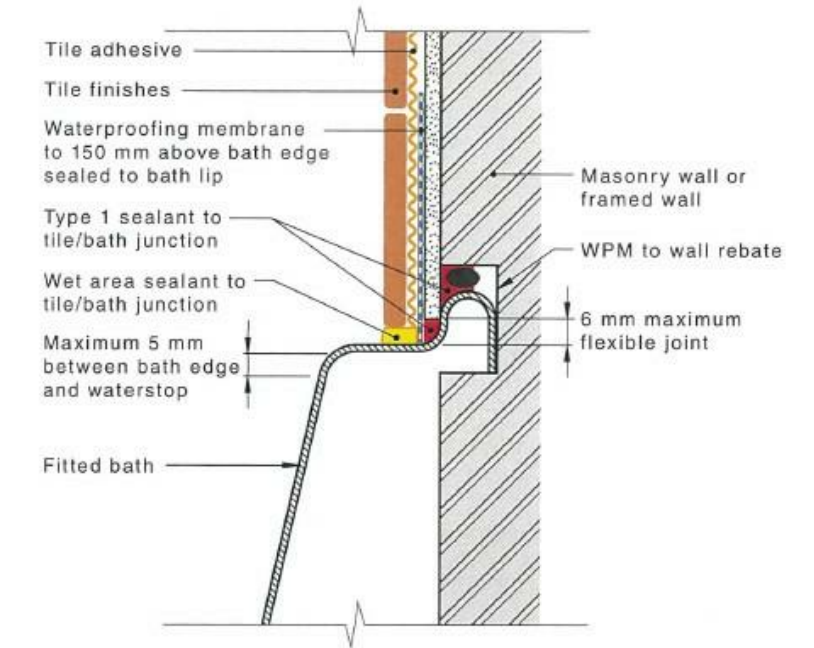 Tile adhesive
Tile finishes
Waterproofing membrane
to 150 mm above bath edge
sealed to bath lip
Type 1 sealant to
tile/bath junction
Wet area sealant to
tile/bath junction
Maximum 5 mm
between bath edge
and waterstop
Fitted bath
Masonry wall or
framed wall
WPM to wall rebate
6 mm maximum
flexible joint